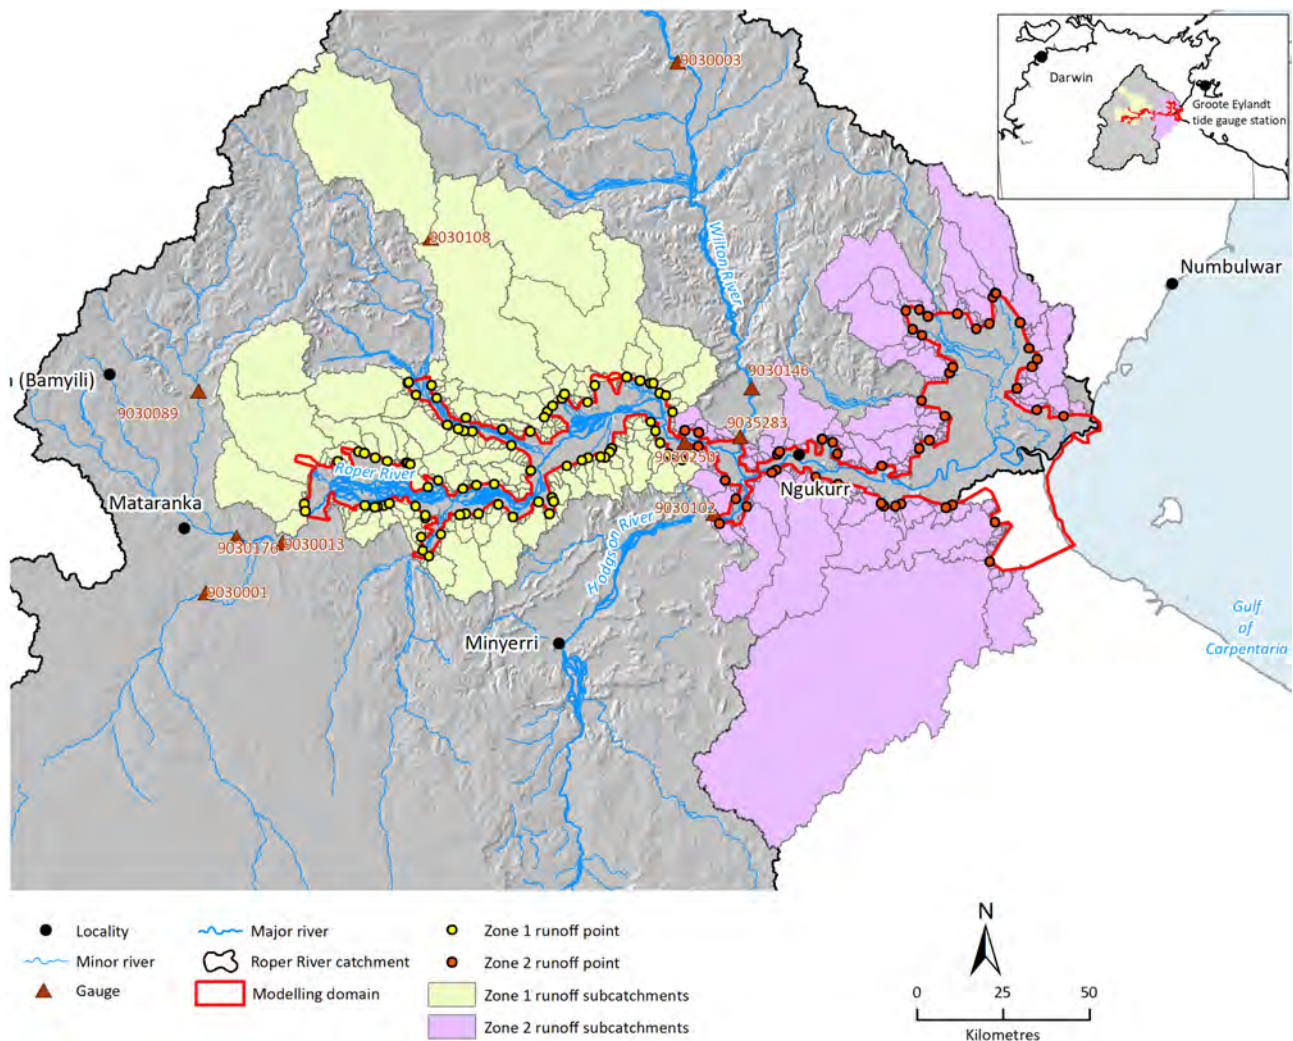 9030003
Darwin
Groote Eylandt
tide gauge station
9030108
Wilton River
Numbulwar
(Bamyili)
9030146
9030089
9035283
9030250
Roper River
Ngukurr
Mataranka
9030102
9030176
9030013
Hodgson River
9030001
Minyerri
Gulf
of
Carpentaria
N
Locality
Major river
Zone 1 runoff point
Minor river
Roper River catchment
Zone 2 runoff point
Gauge
Modelling domain
Zone 1 runoff subcatchments
Zone 2 runoff subcatchments
0 25 50
Kilometres